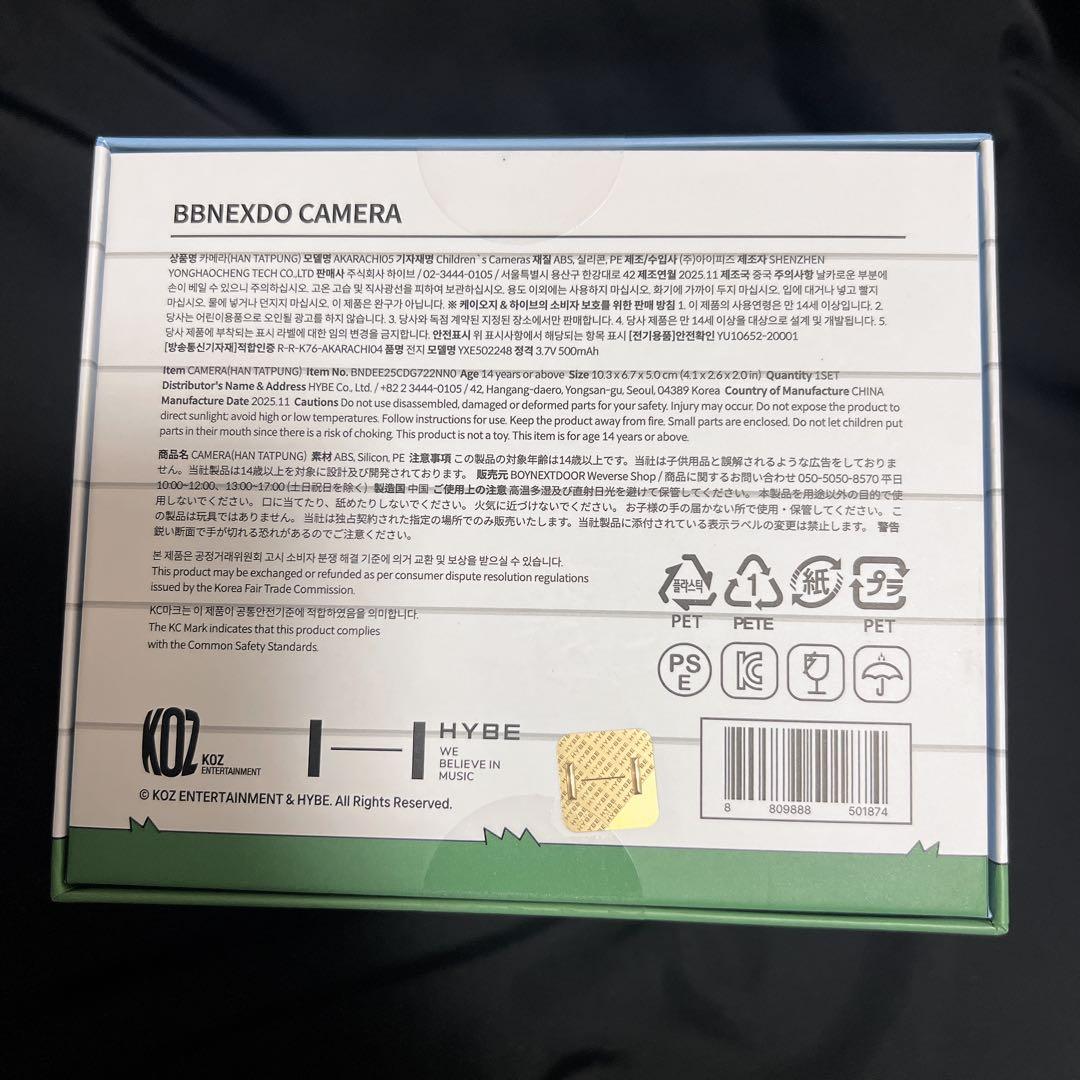 BBNEXDO CAMERA
상품명 카메라(HAN TATPUNG) 모델명 AKARACHI05 기자재명 Children`s Cameras 재질 ABS, 실리콘, PE 제조/수입사 (주)아이피즈 제조자 SHENZHEN
YONGHAOCHENG TECH CO.,LTD 판매사 주식회사 하이브 / 02-3444-0105 / 서울특별시 용산구 한강대로 42 제조연월 2025.11 제조국 중국 주의사항 날카로운 부분에
손이 베일 수 있으니 주의하십시오. 고온 고습 및 직사광선을 피하여 보관하십시오. 용도 이외에는 사용하지 마십시오. 화기에 가까이 두지 마십시오. 입에 대거나 넣고 빨지
마십시오. 물에 넣거나 던지지 마십시오. 이 제품은 완구가 아닙니다. ※ 케이오지 & 하이브의 소비자 보호를 위한 판매 방침 1. 이 제품의 사용연령은 만 14세 이상입니다. 2.
당사는 어린이용품으로 오인될 광고를 하지 않습니다. 3. 당사와 독점 계약된 지정된 장소에서만 판매합니다. 4. 당사 제품은 만 14세 이상을 대상으로 설계 및 개발됩니다. 5.
당사 제품에 부착되는 표시 라벨에 대한 임의 변경을 금지합니다. 안전표시 위 표시사항에서 해당되는 항목 표시 [전기용품]안전확인 YU10652-20001
[방송통신기자재]적합인증 R-R-K76-AKARACHI04 품명 전지 모델명 YXE502248 정격 3.7V 500mAh
Item CAMERA(HAN TATPUNG) Item No. BNDEE25CDG722NN0 Age 14 years or above Size 10.3 x 6.7 x 5.0 cm (4.1 x 2.6 x 2.0 in) Quantity 1SET
Distributor's Name & Address HYBE Co., Ltd. / +82 2 3444-0105 / 42, Hangang-daero, Yongsan-gu, Seoul, 04389 Korea Country of Manufacture CHINA
Manufacture Date 2025.11 Cautions Do not use disassembled, damaged or deformed parts for your safety. Injury may occur. Do not expose the product to
direct sunlight; avoid high or low temperatures. Follow instructions for use. Keep the product away from fire. Small parts are enclosed. Do not let children put
parts in their mouth since there is a risk of choking. This product is not a toy. This item is for age 14 years or above.
商品名 CAMERA(HAN TATPUNG) 素材 ABS, Silicon, PE 注意事項 この製品の対象年齢は14歳以上です。当社は子供用品と誤解されるような広告をしておりま
せん。当社製品は14歳以上を対象に設計及び開発されております。 販売元 BOYNEXTDOOR Weverse Shop / 商品に関するお問い合わせ 050-5050-8570 平日
10:00~12:00、13:00~17:00 (土日祝日を除く) 製造国 中国 ご使用上の注意 高温多湿及び直射日光を避けて保管してください。 本製品を用途以外の目的で使
用しないでください。 口に当てたり、舐めたりしないでください。 火気に近づけないでください。 お子様の手の届かない所で使用・保管してください。 こ
の製品は玩具ではありません。 当社は独占契約された指定の場所でのみ販売いたします。当社製品に添付されている表示ラベルの変更は禁止します。 警告
鋭い断面で手が切れる恐れがあるのでご注意ください。
본 제품은 공정거래위원회 고시 소비자 분쟁 해결 기준에 의거 교환 및 보상을 받으실 수 있습니다.
This product may be exchanged or refunded as per consumer dispute resolution regulations
issued by the Korea Fair Trade Commission.
KC마크는 이 제품이 공통안전기준에 적합하였음을 의미합니다.
The KC Mark indicates that this product complies
with the Common Safety Standards.
플라스틱 1 紙 プラ
PET PETE PET
PS E KC
KOZ KOZ
ENTERTAINMENT
HYBE
WE
BELIEVE IN
MUSIC
© KOZ ENTERTAINMENT & HYBE. All Rights Reserved.
HYBE HYBE HYBE
8 809888 501874